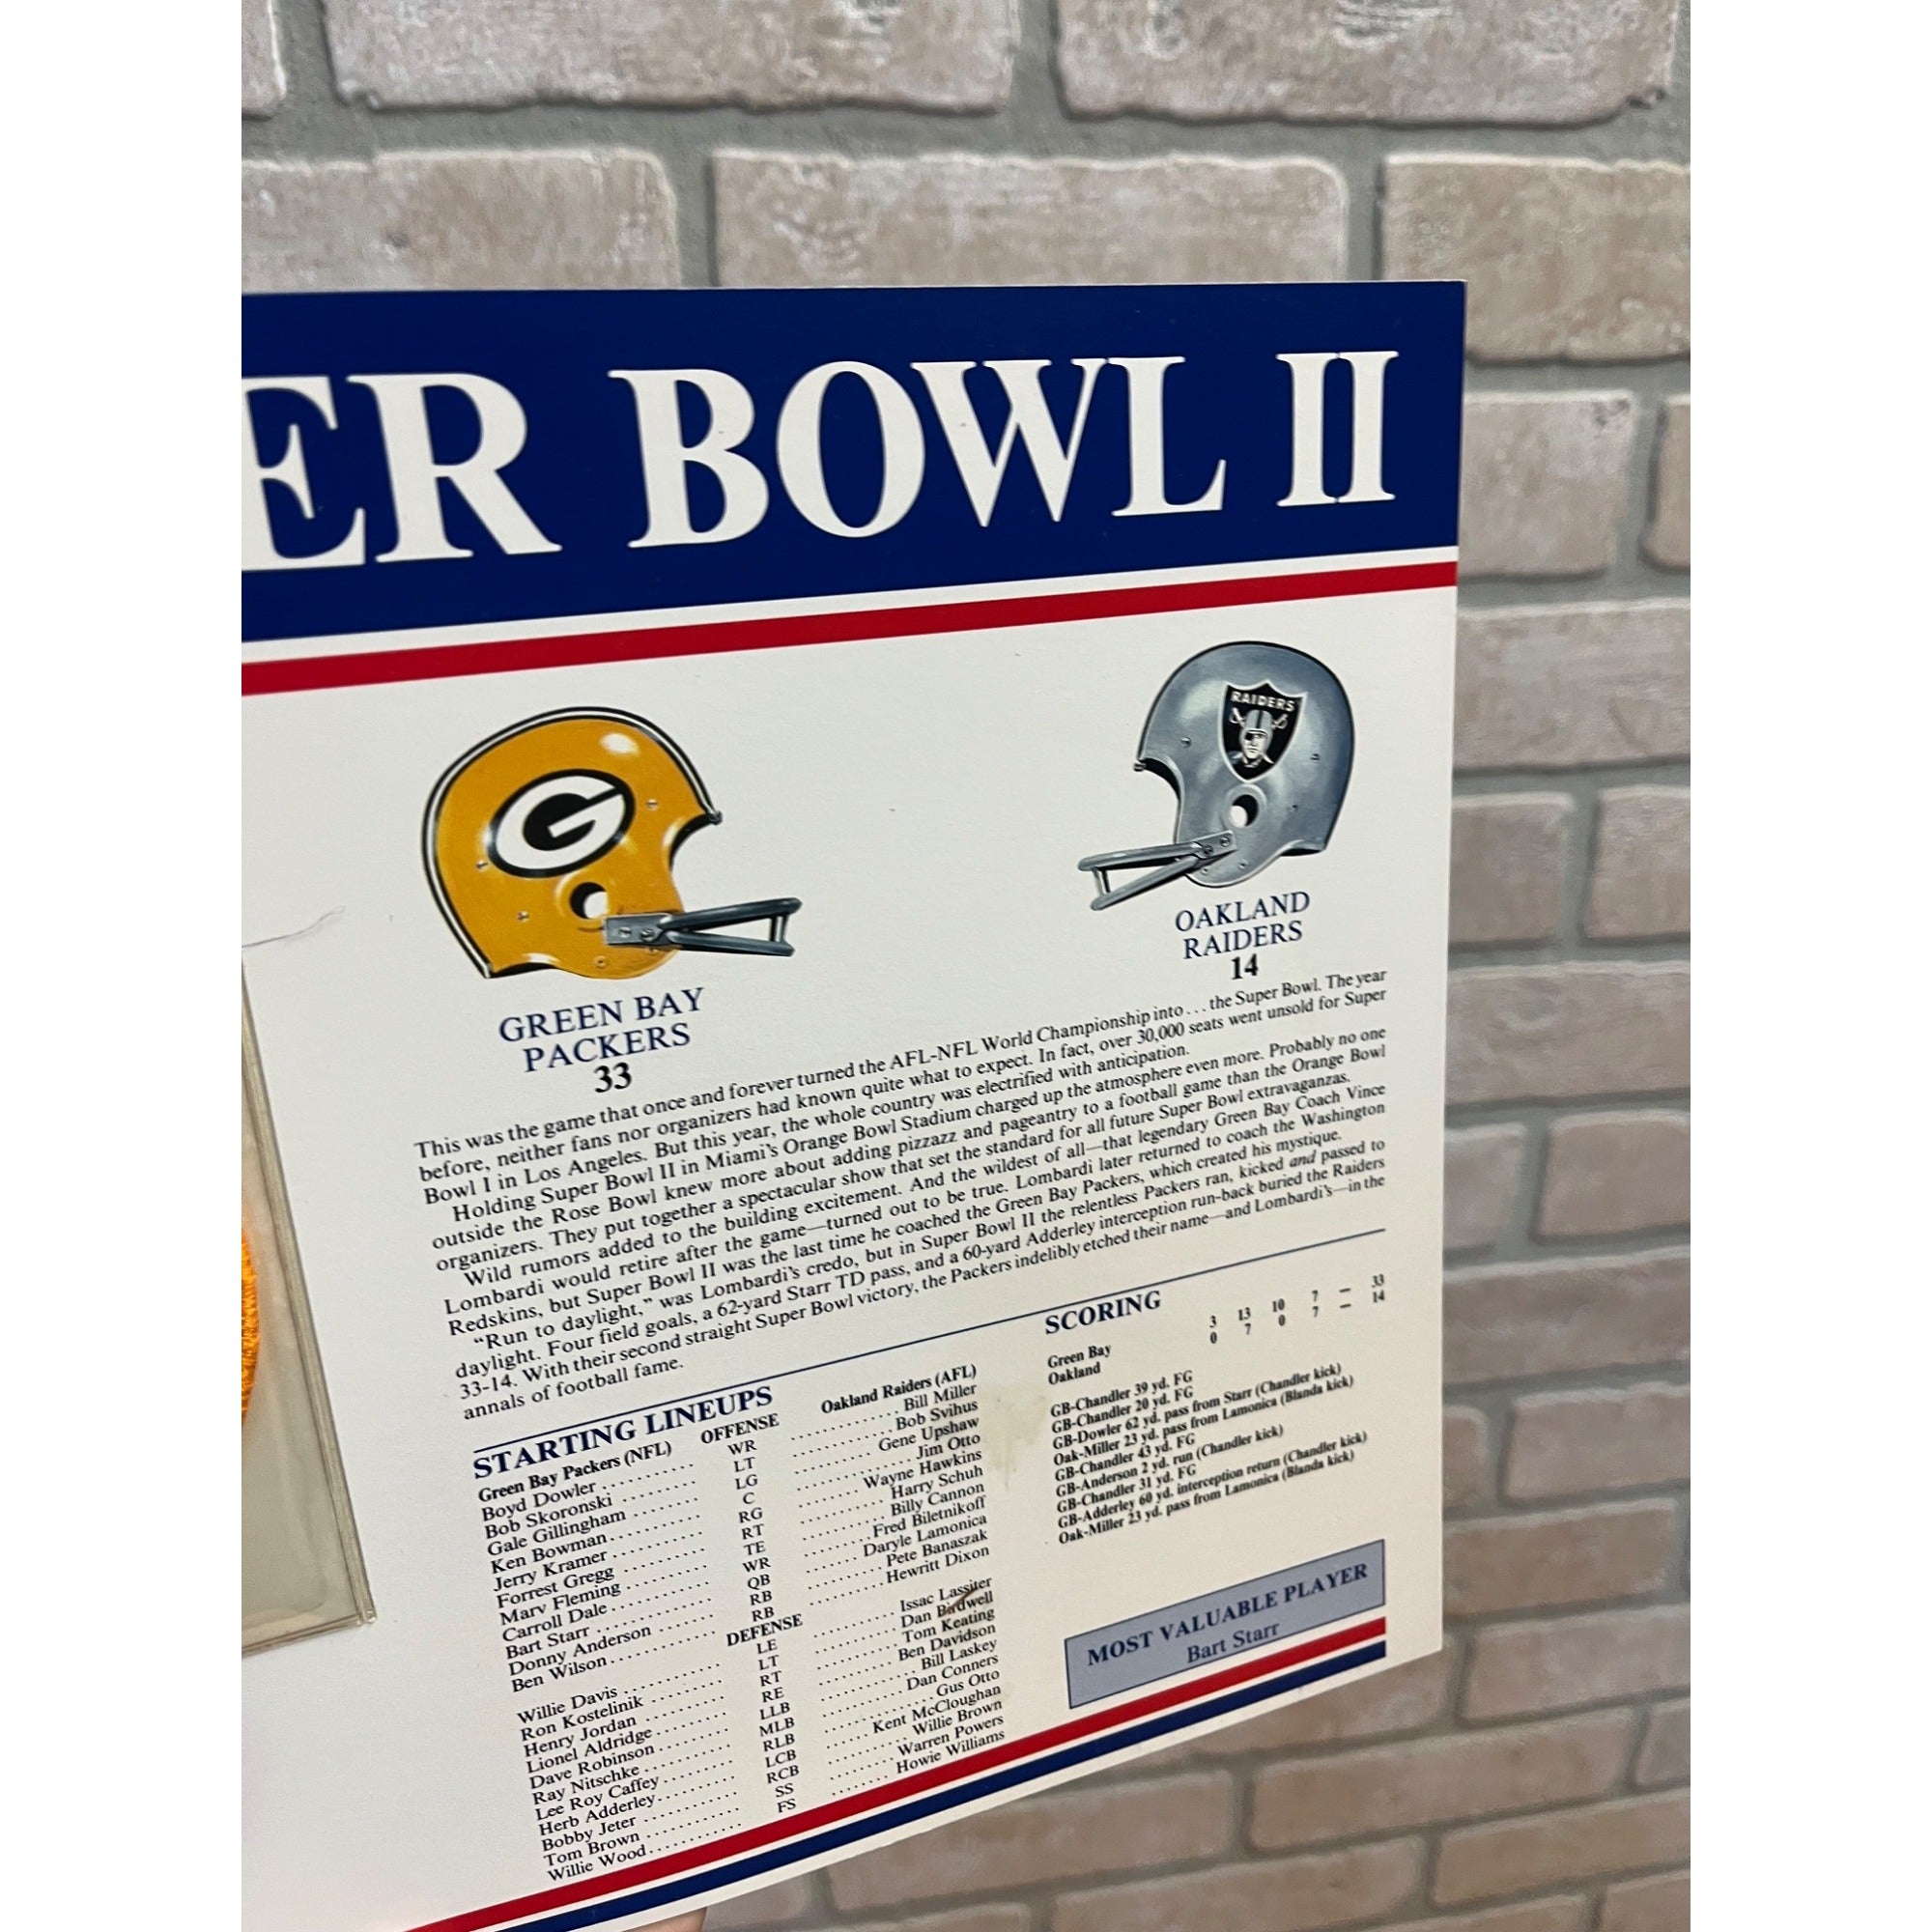 ER BOWL II
RAIDERS
G
GREEN BAY
PACKERS
33
OAKLAND
RAIDERS
14
This was the game that once and forever turned the AFL-NFL World Championship into . . . the Super Bowl. The year
before, neither fans nor organizers had known quite what to expect. In fact, over 30,000 seats went unsold for Super
Bowl I in Los Angeles. But this year, the whole country was electrified with anticipation.
Holding Super Bowl II in Miami's Orange Bowl Stadium charged up the atmosphere even more. Probably no one
outside the Rose Bowl knew more about adding pizzazz and pageantry to a football game than the Orange Bowl
organizers. They put together a spectacular show that set the standard for all future Super Bowl extravaganzas.
Wild rumors added to the building excitement. And the wildest of all—that legendary Green Bay Coach Vince
Lombardi would retire after the game—turned out to be true. Lombardi later returned to coach the Washington
Redskins, but Super Bowl II was the last time he coached the Green Bay Packers, which created his mystique.
"Run to daylight," was Lombardi's credo, but in Super Bowl II the relentless Packers ran, kicked and passed to
daylight. Four field goals, a 62-yard Starr TD pass, and a 60-yard Adderley interception run-back buried the Raiders
33-14. With their second straight Super Bowl victory, the Packers indelibly etched their name—and Lombardi's—in the
annals of football fame.
STARTING LINEUPS
Green Bay Packers (NFL) OFFENSE Oakland Raiders (AFL)
Boyd Dowler .......... WR .......... Bill Miller
Bob Skoronski .......... LT .......... Bob Svihus
Gale Gillingham .......... LG .......... Gene Upshaw
Ken Bowman .......... C .......... Jim Otto
Jerry Kramer .......... RG .......... Wayne Hawkins
Forrest Gregg .......... RT .......... Harry Schuh
Marv Fleming .......... TE .......... Billy Cannon
Carroll Dale .......... WR .......... Fred Biletnikoff
Bart Starr .......... QB .......... Daryle Lamonica
Donny Anderson .......... RB .......... Pete Banaszak
Ben Wilson .......... RB .......... Hewritt Dixon
DEFENSE
Willie Davis .......... LE .......... Issac Lassiter
Ron Kostelinik .......... LT .......... Dan Birdwell
Henry Jordan .......... RT .......... Tom Keating
Lionel Aldridge .......... RE .......... Ben Davidson
Dave Robinson .......... LLB .......... Bill Laskey
Ray Nitschke .......... MLB .......... Dan Conners
Lee Roy Caffey .......... RLB .......... Gus Otto
Herb Adderley .......... LCB .......... Kent McCloughan
Bobby Jeter .......... RCB .......... Willie Brown
Tom Brown .......... SS .......... Warren Powers
Willie Wood .......... FS .......... Howie Williams
SCORING
Green Bay 3 13 10 7 — 33
Oakland 0 7 0 7 — 14
GB-Chandler 39 yd. FG
GB-Chandler 20 yd. FG
GB-Dowler 62 yd. pass from Starr (Chandler kick)
Oak-Miller 23 yd. pass from Lamonica (Blanda kick)
GB-Chandler 43 yd. FG
GB-Anderson 2 yd. run (Chandler kick)
GB-Chandler 31 yd. FG
GB-Adderley 60 yd. interception return (Chandler kick)
Oak-Miller 23 yd. pass from Lamonica (Blanda kick)
MOST VALUABLE PLAYER
Bart Starr